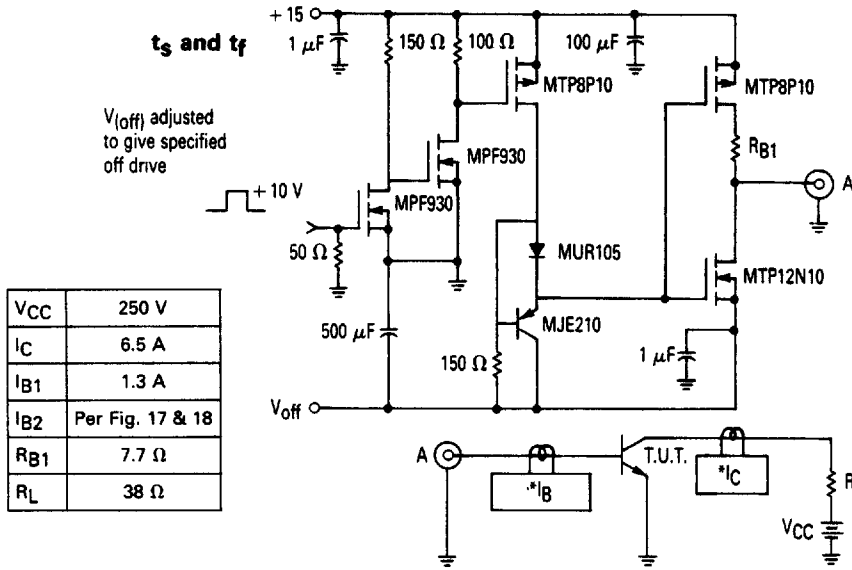 + 15
t_s and t_f
1 μF
150 Ω
100 Ω
MTP8P10
100 μF
MTP8P10
V(off) adjusted
to give specified
off drive
MPF930
R_B1
A
+ 10 V
MPF930
50 Ω
MUR105
MTP12N10
500 μF
MJE210
150 Ω
1 μF
V_off
V_CC 250 V
I_C 6.5 A
I_B1 1.3 A
I_B2 Per Fig. 17 & 18
R_B1 7.7 Ω
R_L 38 Ω
A
*I_B
T.U.T.
*I_C
R
V_CC